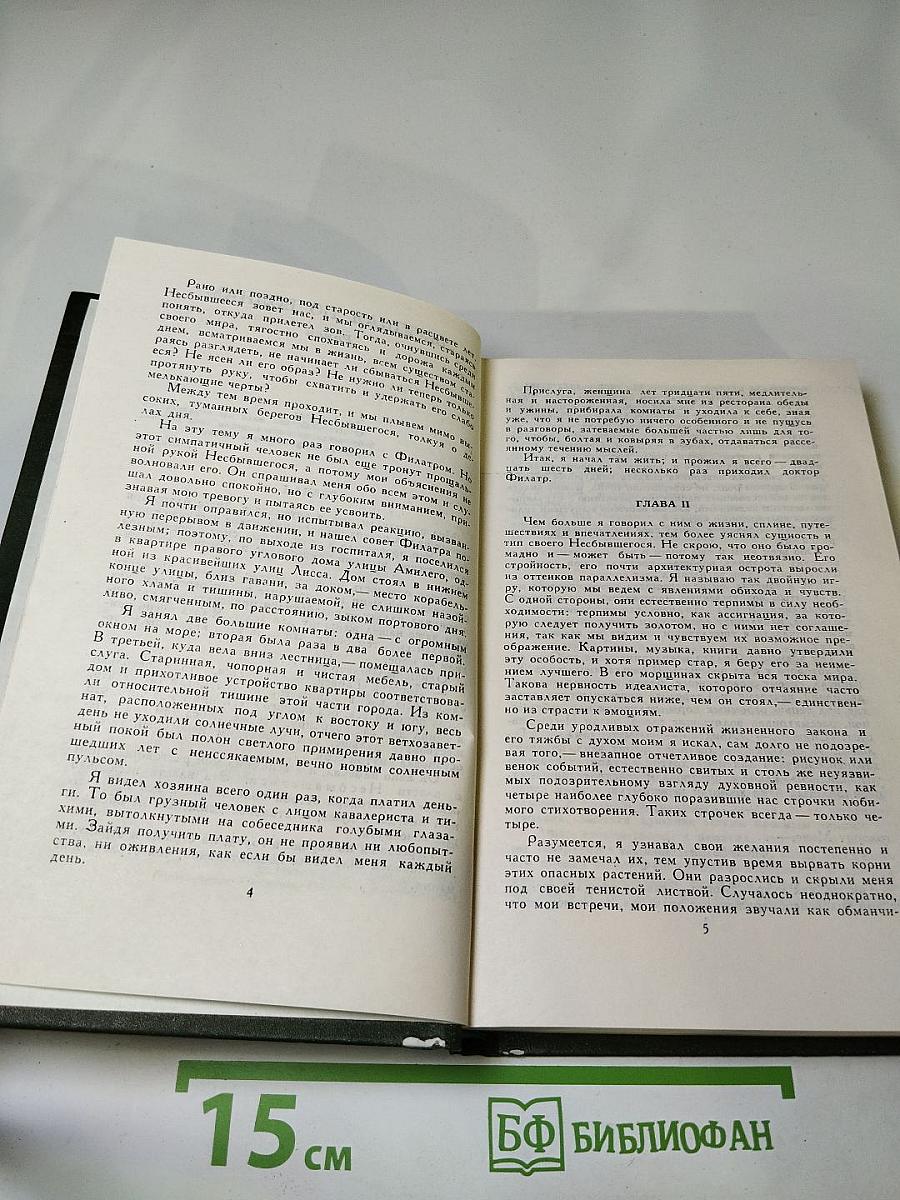 Рано или поздно, под старость или в расцвете лет,
Несбывшееся зовет нас, и мы оглядываемся, стараясь
понять, откуда прилетел зов. Тогда, очнувшись среди
своего мира, тягостно спохватясь и дорожа каждым
днем, всматриваемся мы в жизнь, всем существом ста-
раясь разглядеть, не начинает ли сбываться Несбывше-
еся? Не ясен ли его образ? Не нужно ли теперь только
протянуть руку, чтобы схватить и удержать его слабо
мелькающие черты?
Между тем время проходит, и мы плывем мимо вы-
соких, туманных берегов Несбывшегося, толкуя о де-
лах дня.
На эту тему я много раз говорил с Филатром. Но
этот симпатичный человек не был еще тронут прощаль-
ной рукой Несбывшегося, а потому мои объяснения не
волновали его. Он спрашивал меня обо всем этом и слу-
шал довольно спокойно, но с глубоким вниманием, при-
знавая мою тревогу и пытаясь ее усвоить.
Я почти оправился, но испытывал реакцию, вызван-
ную перерывом в движении, и нашел совет Филатра по-
лезным; поэтому, по выходе из госпиталя, я поселился
в квартире правого углового дома улицы Амилего, од-
ной из красивейших улиц Лисса. Дом стоял в нижнем
конце улицы, близ гавани, за доком,— место корабель-
ного хлама и тишины, нарушаемой, не слишком назой-
ливо, смягченным, по расстоянию, зыком портового дня.
Я занял две большие комнаты: одна — с огромным
окном на море; вторая была раза в два более первой.
В третьей, куда вела вниз лестница,— помещалась при-
слуга. Старинная, чопорная и чистая мебель, старый
дом и прихотливое устройство квартиры соответствова-
ли относительной тишине этой части города. Из ком-
нат, расположенных под углом к востоку и югу, весь
день не уходили солнечные лучи, отчего этот ветхозавет-
ный покой был полон светлого примирения давно про-
шедших лет с неиссякаемым, вечно новым солнечным
пульсом.
Я видел хозяина всего один раз, когда платил день-
ги. То был грузный человек с лицом кавалериста и ти-
хими, вытолкнутыми на собеседника голубыми глаза-
ми. Зайдя получить плату, он не проявил ни любопыт-
ства, ни оживления, как если бы видел меня каждый
день.
4
Прислуга, женщина лет тридцати пяти, медлитель-
ная и настороженная, носила мне из ресторана обеды
и ужины, прибирала комнаты и уходила к себе, зная
уже, что я не потребую ничего особенного и не пущусь
в разговоры, затеваемые большей частью лишь для то-
го, чтобы, болтая и ковыряя в зубах, отдаваться рассе-
янному течению мыслей.
Итак, я начал там жить; и прожил я всего — двад-
цать шесть дней; несколько раз приходил доктор
Филатр.
ГЛАВА II
Чем больше я говорил с ним о жизни, сплине, путе-
шествиях и впечатлениях, тем более уяснял сущность и
тип своего Несбывшегося. Не скрою, что оно было гро-
мадно и — может быть — потому так неотвязно. Его
стройность, его почти архитектурная острота выросли
из оттенков параллелизма. Я называю так двойную иг-
ру, которую мы ведем с явлениями обихода и чувств.
С одной стороны, они естественно терпимы в силу необ-
ходимости: терпимы условно, как ассигнация, за ко-
торую следует получить золотом, но с ними нет соглаше-
ния, так как мы видим и чувствуем их возможное пре-
ображение. Картины, музыка, книги давно утвердили
эту особость, и хотя пример стар, я беру его за неиме-
нием лучшего. В его морщинах скрыта вся тоска мира.
Такова нервность идеалиста, которого отчаяние часто
заставляет опускаться ниже, чем он стоял,— единствен-
но из страсти к эмоциям.
Среди уродливых отражений жизненного закона и
его тяжбы с духом моим я искал, сам долго не подозре-
вая того,— внезапное отчетливое создание: рисунок или
венок событий, естественно свитых и столь же неуязви-
мых подозрительному взгляду духовной ревности, как
четыре наиболее глубоко поразившие нас строчки люби-
мого стихотворения. Таких строчек всегда — только че-
тыре.
Разумеется, я узнавал свои желания постепенно и
часто не замечал их, тем упустив время вырвать корни
этих опасных растений. Они разрослись и скрыли меня
под своей тенистой листвой. Случалось неоднократно,
что мои встречи, мои положения звучали как обманчи-
5
15 см
БФ БИБЛИОФАН